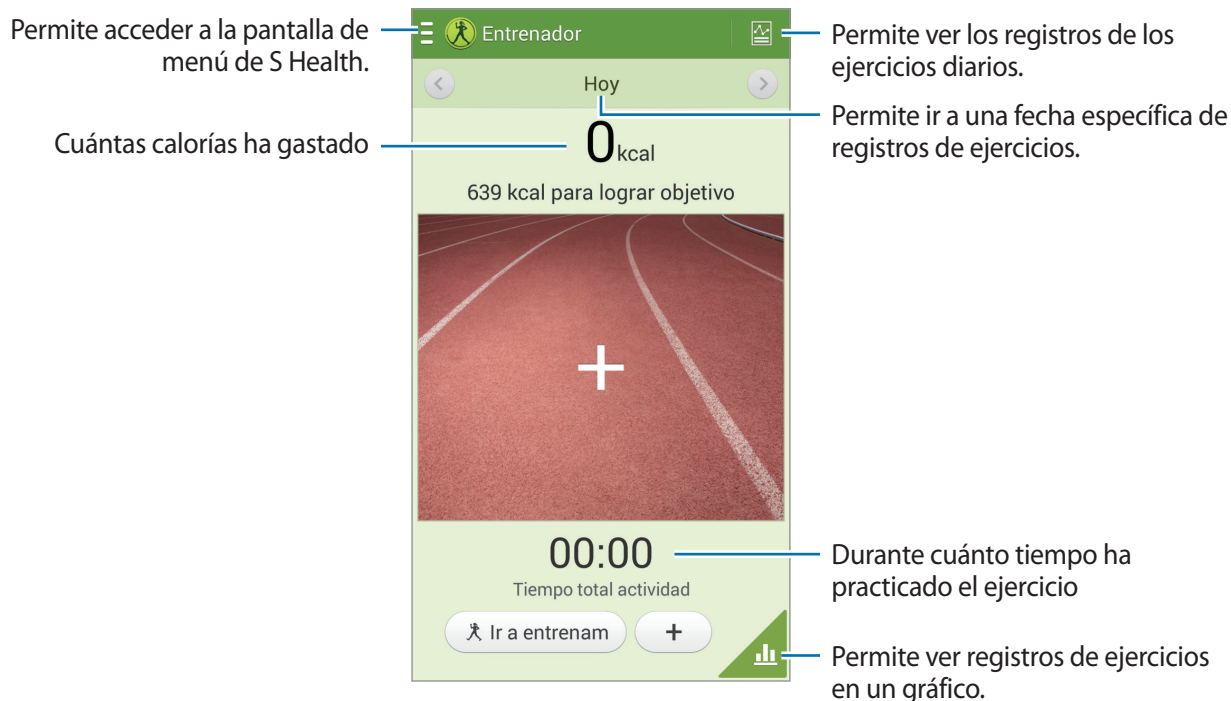 Permite acceder a la pantalla de
menú de S Health.
Entrenador
Permite ver los registros de los
ejercicios diarios.
Hoy
Permite ir a una fecha específica de
registros de ejercicios.
Cuántas calorías ha gastado
0 kcal
639 kcal para lograr objetivo
00:00
Tiempo total actividad
Durante cuánto tiempo ha
practicado el ejercicio
Ir a entrenam
+
Permite ver registros de ejercicios
en un gráfico.